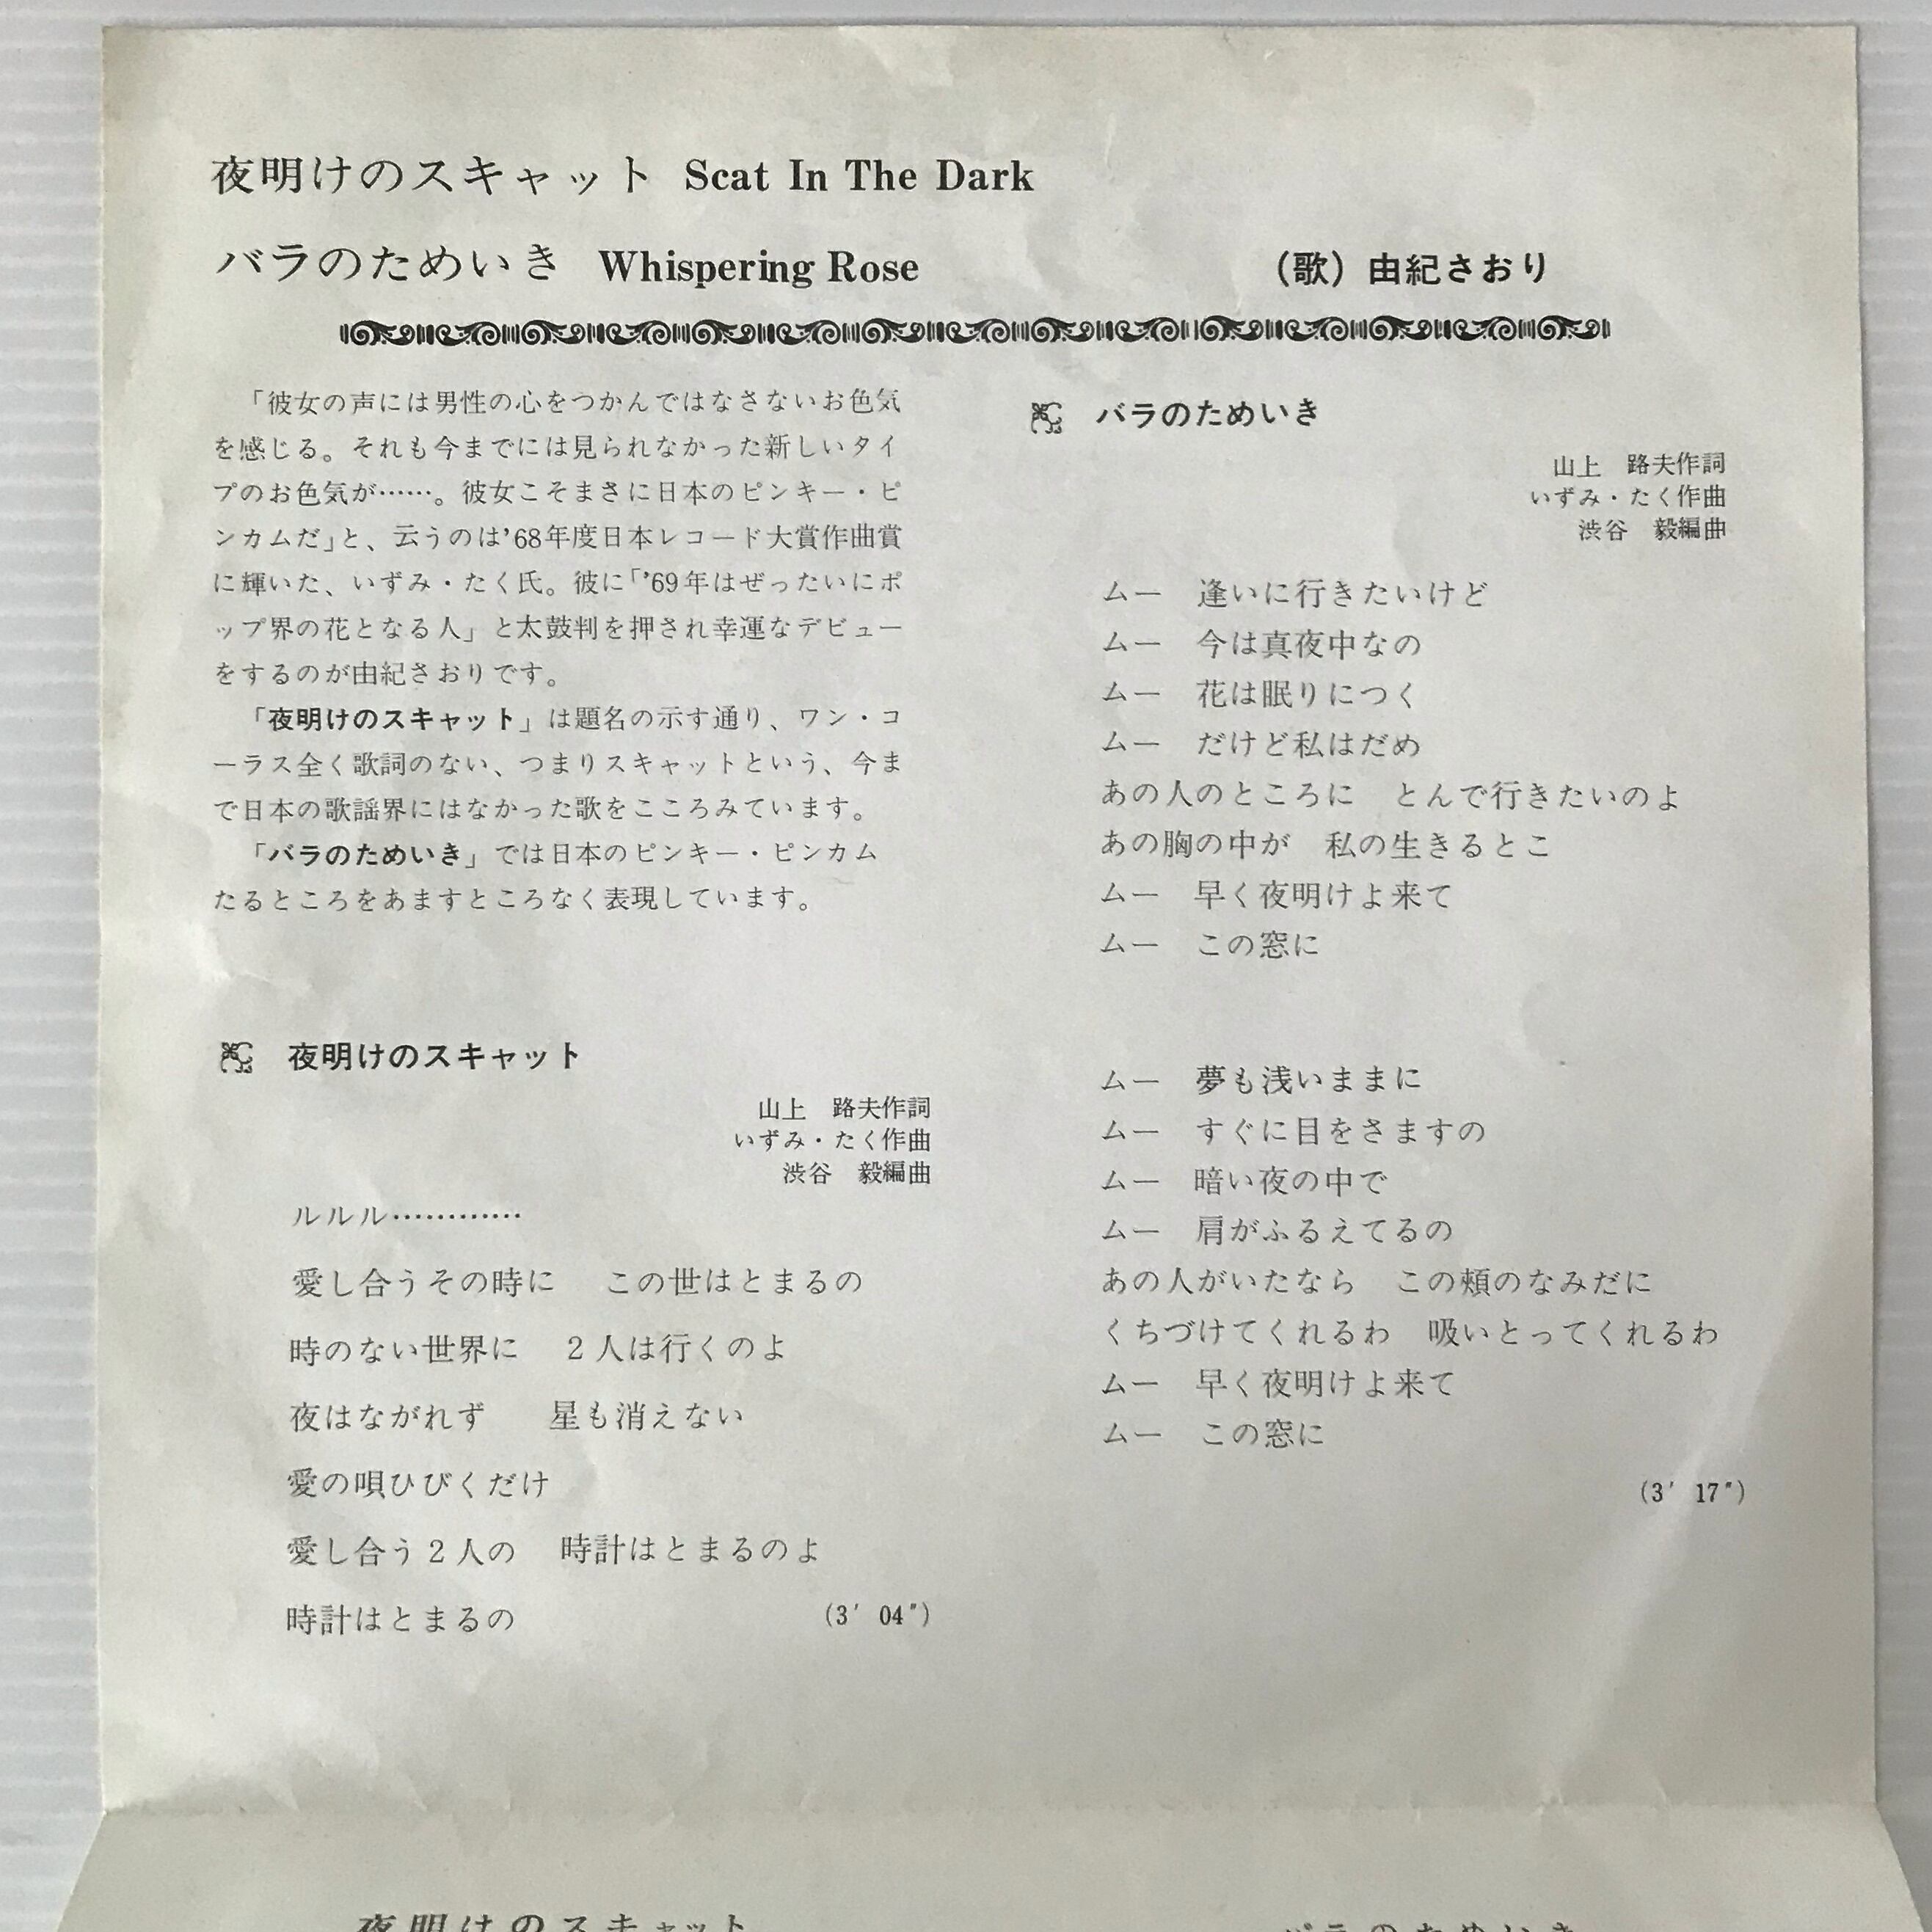 夜明けのスキャット Scat In The Dark
バラのためいき Whispering Rose
（歌）由紀さおり
「彼女の声には男性の心をつかんではなさないお色気
を感じる。それも今までには見られなかった新しいタイ
プのお色気が……。彼女こそまさに日本のピンキー・ピ
ンカムだ」と、云うのは'68年度日本レコード大賞作曲賞
に輝いた、いずみ・たく氏。彼に「'69年はぜったいにポ
ップ界の花となる人」と太鼓判を押され幸運なデビュー
をするのが由紀さおりです。
「夜明けのスキャット」は題名の示す通り、ワン・コ
ーラス全く歌詞のない、つまりスキャットという、今ま
で日本の歌謡界にはなかった歌をこころみています。
「バラのためいき」では日本のピンキー・ピンカム
たるところをあますところなく表現しています。
夜明けのスキャット
山上　路夫作詞
いずみ・たく作曲
渋谷　毅編曲
ルルル…………
愛し合うその時に　この世はとまるの
時のない世界に　2人は行くのよ
夜はながれず　星も消えない
愛の唄ひびくだけ
愛し合う2人の　時計はとまるのよ
時計はとまるの
（3′04″）
バラのためいき
山上　路夫作詞
いずみ・たく作曲
渋谷　毅編曲
ムー　逢いに行きたいけど
ムー　今は真夜中なの
ムー　花は眠りにつく
ムー　だけど私はだめ
あの人のところに　とんで行きたいのよ
あの胸の中が　私の生きるとこ
ムー　早く夜明けよ来て
ムー　この窓に
ムー　夢も浅いままに
ムー　すぐに目をさますの
ムー　暗い夜の中で
ムー　肩がふるえてるの
あの人がいたなら　この頬のなみだに
くちづけてくれるわ　吸いとってくれるわ
ムー　早く夜明けよ来て
ムー　この窓に
（3′17″）
夜明けのスキャット
バラのためいき